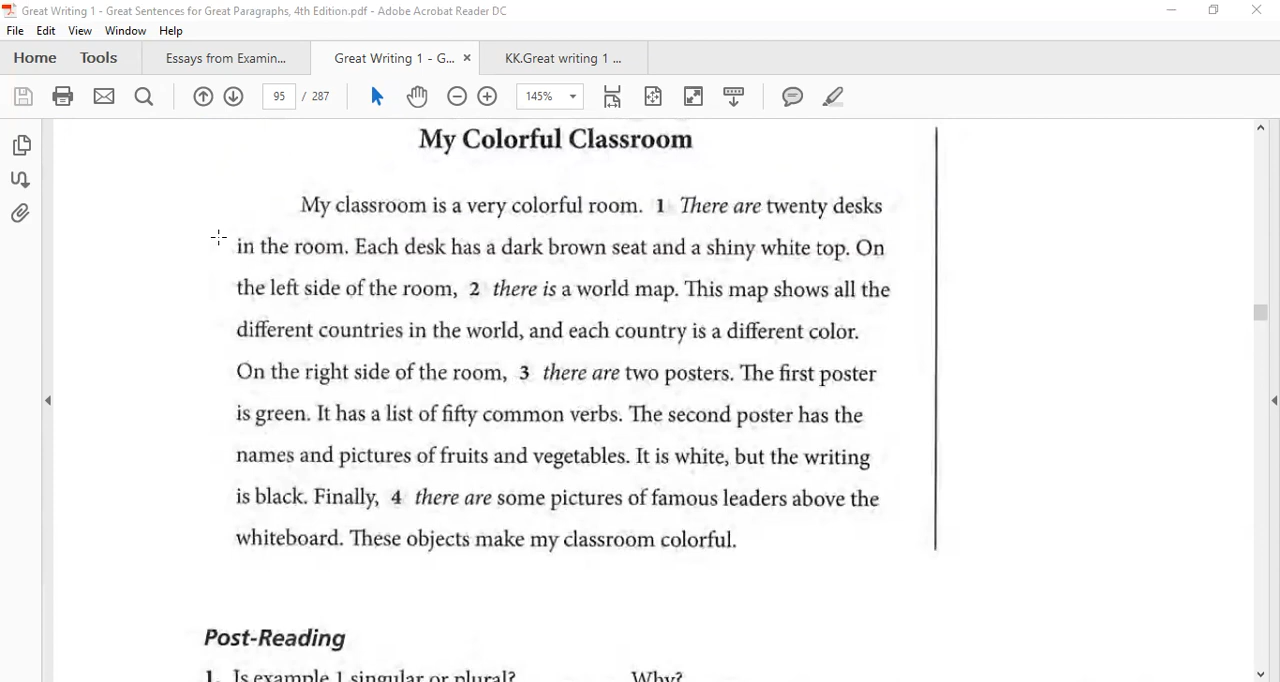 Great Writing 1 - Great Sentences for Great Paragraphs, 4th Edition.pdf - Adobe Acrobat Reader DC
File Edit View Window Help
Home Tools Essays from Examin... Great Writing 1 - G... × KK.Great writing 1 ...
95 / 287 145%
My Colorful Classroom
My classroom is a very colorful room. 1 There are twenty desks
in the room. Each desk has a dark brown seat and a shiny white top. On
the left side of the room, 2 there is a world map. This map shows all the
different countries in the world, and each country is a different color.
On the right side of the room, 3 there are two posters. The first poster
is green. It has a list of fifty common verbs. The second poster has the
names and pictures of fruits and vegetables. It is white, but the writing
is black. Finally, 4 there are some pictures of famous leaders above the
whiteboard. These objects make my classroom colorful.
Post-Reading
1. Is example 1 singular or plural? Why?